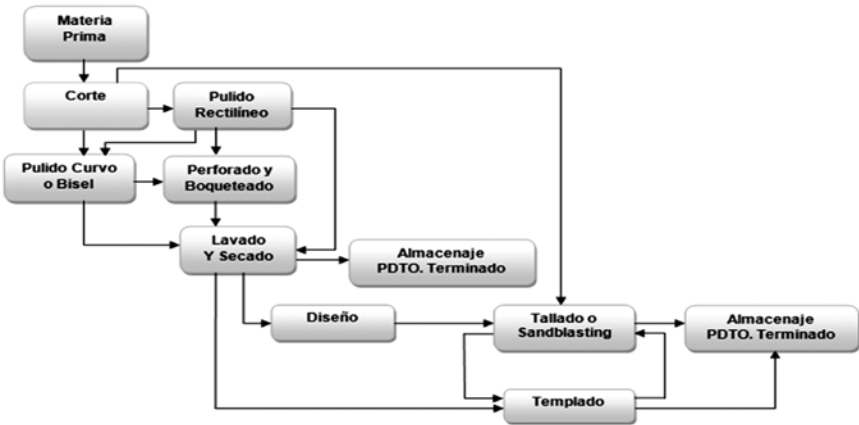 Materia
Prima
Corte
Pulido
Rectilíneo
Pulido Curvo
o Bisel
Perforado y
Boqueteado
Lavado
Y Secado
Almacenaje
PDTO. Terminado
Diseño
Tallado o
Sandblasting
Almacenaje
PDTO. Terminado
Templado